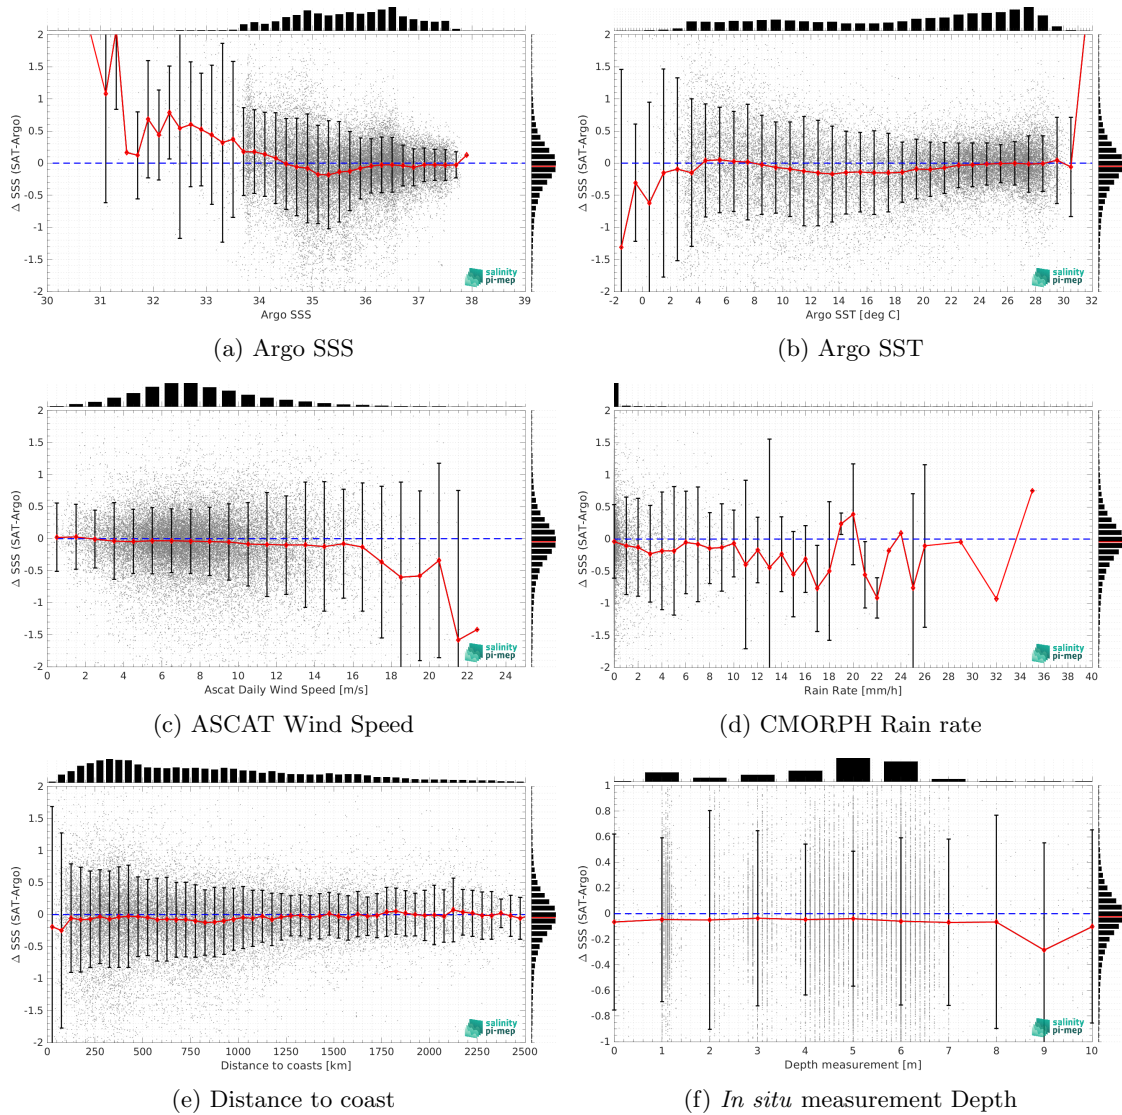 2
1.5
1
0.5
0
-0.5
-1
-1.5
-2
Δ SSS (SAT-Argo)
30 31 32 33 34 35 36 37 38 39
Argo SSS
salinity
pi-mep
(a) Argo SSS
2
1.5
1
0.5
0
-0.5
-1
-1.5
-2
Δ SSS (SAT-Argo)
-2 0 2 4 6 8 10 12 14 16 18 20 22 24 26 28 30 32
Argo SST [deg C]
salinity
pi-mep
(b) Argo SST
2
1.5
1
0.5
0
-0.5
-1
-1.5
-2
Δ SSS (SAT-Argo)
0 2 4 6 8 10 12 14 16 18 20 22 24
Ascat Daily Wind Speed [m/s]
salinity
pi-mep
(c) ASCAT Wind Speed
2
1.5
1
0.5
0
-0.5
-1
-1.5
-2
Δ SSS (SAT-Argo)
0 2 4 6 8 10 12 14 16 18 20 22 24 26 28 30 32 34 36 38 40
Rain Rate [mm/h]
salinity
pi-mep
(d) CMORPH Rain rate
2
1.5
1
0.5
0
-0.5
-1
-1.5
-2
Δ SSS (SAT-Argo)
0 250 500 750 1000 1250 1500 1750 2000 2250 2500
Distance to coasts [km]
salinity
pi-mep
(e) Distance to coast
1
0.8
0.6
0.4
0.2
0
-0.2
-0.4
-0.6
-0.8
-1
Δ SSS (SAT-Argo)
0 1 2 3 4 5 6 7 8 9 10
Depth measurement [m]
salinity
pi-mep
(f) In situ measurement Depth